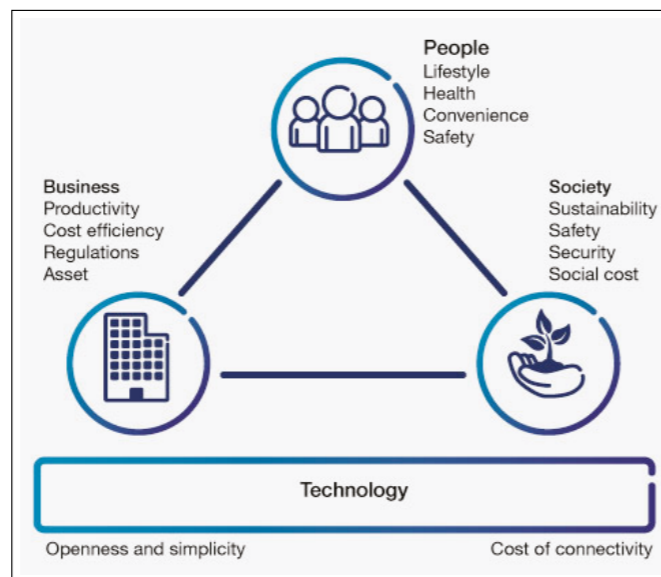 People
Lifestyle
Health
Convenience
Safety
Business
Productivity
Cost efficiency
Regulations
Asset
Society
Sustainability
Safety
Security
Social cost
Technology
Openness and simplicity
Cost of connectivity